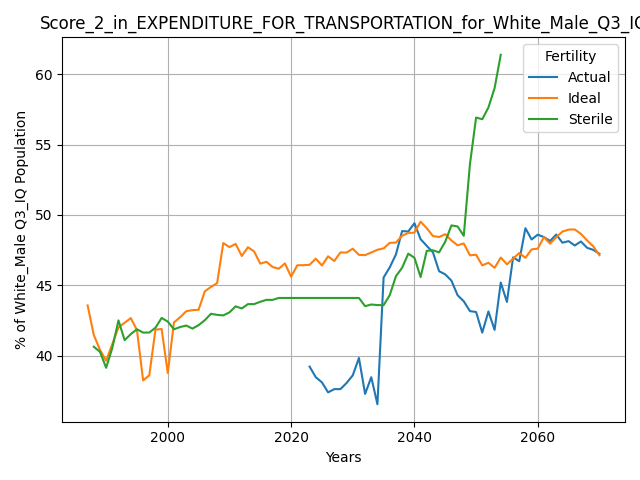 Score_2_in_EXPENDITURE_FOR_TRANSPORTATION_for_White_Male_Q3_IQ
Fertility
Actual
Ideal
Sterile
% of White_Male Q3_IQ Population
60
55
50
45
40
2000
2020
2040
2060
Years